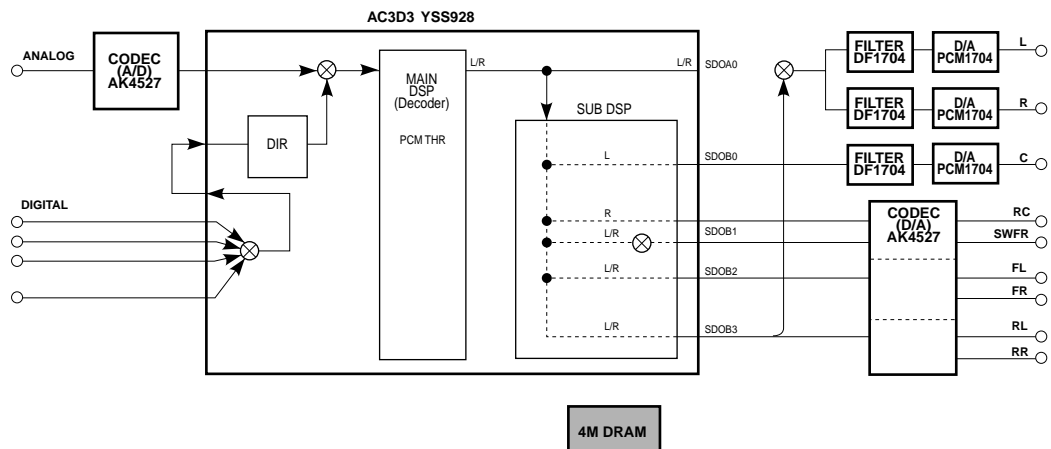 AC3D3 YSS928
ANALOG
CODEC
(A/D)
AK4527
MAIN
DSP
(Decoder)
PCM THR
DIR
DIGITAL
L/R
L/R
SDOA0
SUB DSP
L
SDOB0
R
L/R
SDOB1
L/R
SDOB2
L/R
SDOB3
FILTER
DF1704
D/A
PCM1704
L
FILTER
DF1704
D/A
PCM1704
R
FILTER
DF1704
D/A
PCM1704
C
CODEC
(D/A)
AK4527
RC
SWFR
FL
FR
RL
RR
4M DRAM